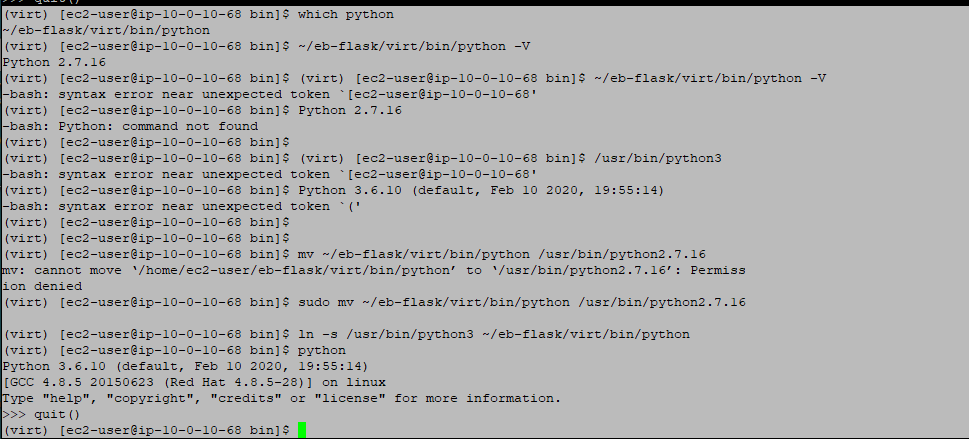 >>> quit()
(virt) [ec2-user@ip-10-0-10-68 bin]$ which python
~/eb-flask/virt/bin/python
(virt) [ec2-user@ip-10-0-10-68 bin]$ ~/eb-flask/virt/bin/python -V
Python 2.7.16
(virt) [ec2-user@ip-10-0-10-68 bin]$ (virt) [ec2-user@ip-10-0-10-68 bin]$ ~/eb-flask/virt/bin/python -V
-bash: syntax error near unexpected token `[ec2-user@ip-10-0-10-68'
(virt) [ec2-user@ip-10-0-10-68 bin]$ Python 2.7.16
-bash: Python: command not found
(virt) [ec2-user@ip-10-0-10-68 bin]$
(virt) [ec2-user@ip-10-0-10-68 bin]$ (virt) [ec2-user@ip-10-0-10-68 bin]$ /usr/bin/python3
-bash: syntax error near unexpected token `[ec2-user@ip-10-0-10-68'
(virt) [ec2-user@ip-10-0-10-68 bin]$ Python 3.6.10 (default, Feb 10 2020, 19:55:14)
-bash: syntax error near unexpected token `('
(virt) [ec2-user@ip-10-0-10-68 bin]$
(virt) [ec2-user@ip-10-0-10-68 bin]$
(virt) [ec2-user@ip-10-0-10-68 bin]$ mv ~/eb-flask/virt/bin/python /usr/bin/python2.7.16
mv: cannot move ‘/home/ec2-user/eb-flask/virt/bin/python’ to ‘/usr/bin/python2.7.16’: Permiss
ion denied
(virt) [ec2-user@ip-10-0-10-68 bin]$ sudo mv ~/eb-flask/virt/bin/python /usr/bin/python2.7.16
(virt) [ec2-user@ip-10-0-10-68 bin]$ ln -s /usr/bin/python3 ~/eb-flask/virt/bin/python
(virt) [ec2-user@ip-10-0-10-68 bin]$ python
Python 3.6.10 (default, Feb 10 2020, 19:55:14)
[GCC 4.8.5 20150623 (Red Hat 4.8.5-28)] on linux
Type "help", "copyright", "credits" or "license" for more information.
>>> quit()
(virt) [ec2-user@ip-10-0-10-68 bin]$